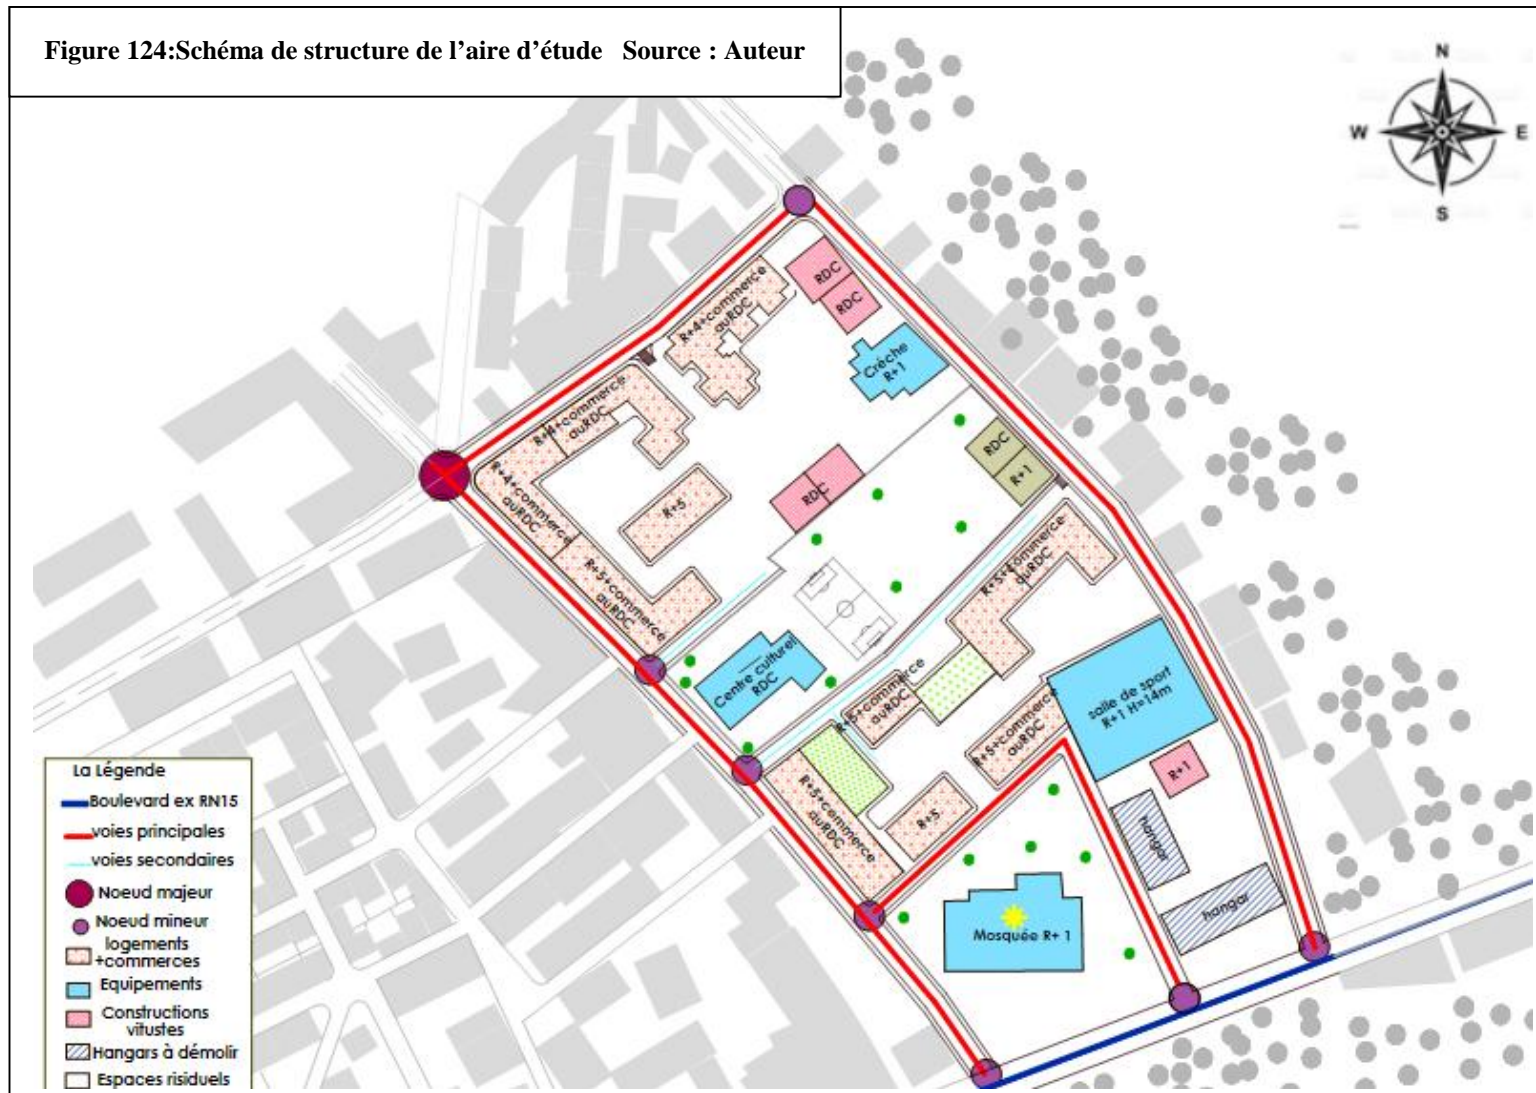 Figure 124:Schéma de structure de l’aire d’étude Source : Auteur
N
W
E
S
RDC
RDC
R+4+commerce
auRDC
Crèche
R+1
R+4+commerce
auRDC
RDC
R+1
R+4+commerce
auRDC
R+5
RDC
R+5+commerce
auRDC
R+5+commerce
auRDC
Centre culturel
RDC
R+5+commerce
auRDC
salle de sport
R+1 H=14m
R+5+commerce
auRDC
R+1
R+5+commerce
auRDC
R+5
hangar
hangar
Mosquée R+ 1
La Légende
Boulevard ex RN15
voies principales
voies secondaires
Noeud majeur
Noeud mineur
logements
+commerces
Equipements
Constructions
vitustes
Hangars à démolir
Espaces risiduels